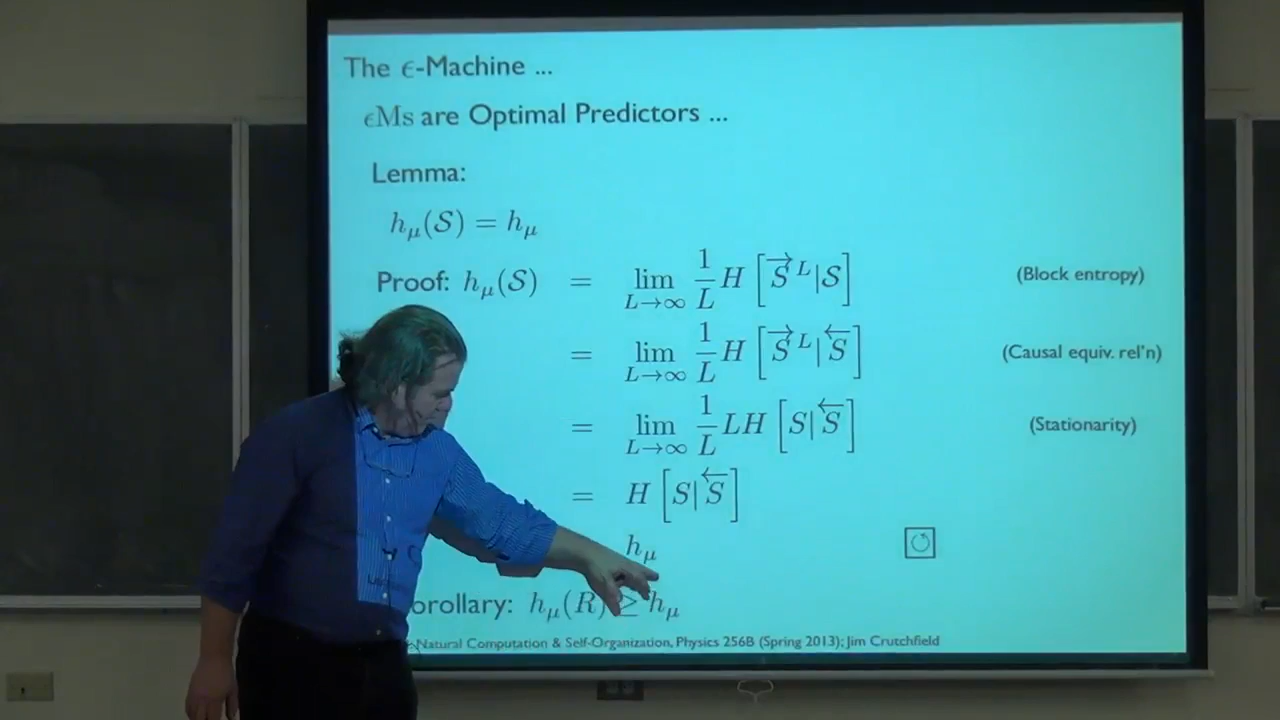 The ϵ-Machine ...
ϵMs are Optimal Predictors ...
Lemma:
h_μ(𝒮) = h_μ
Proof: h_μ(𝒮) = lim_{L→∞} 1/L H[→S^L|𝒮] (Block entropy)
= lim_{L→∞} 1/L H[→S^L|←S] (Causal equiv. rel'n)
= lim_{L→∞} 1/L LH[S|←S] (Stationarity)
= H[S|←S]
h_μ
orollary: h_μ(R) ≥ h_μ
Natural Computation & Self-Organization, Physics 256B (Spring 2013); Jim Crutchfield